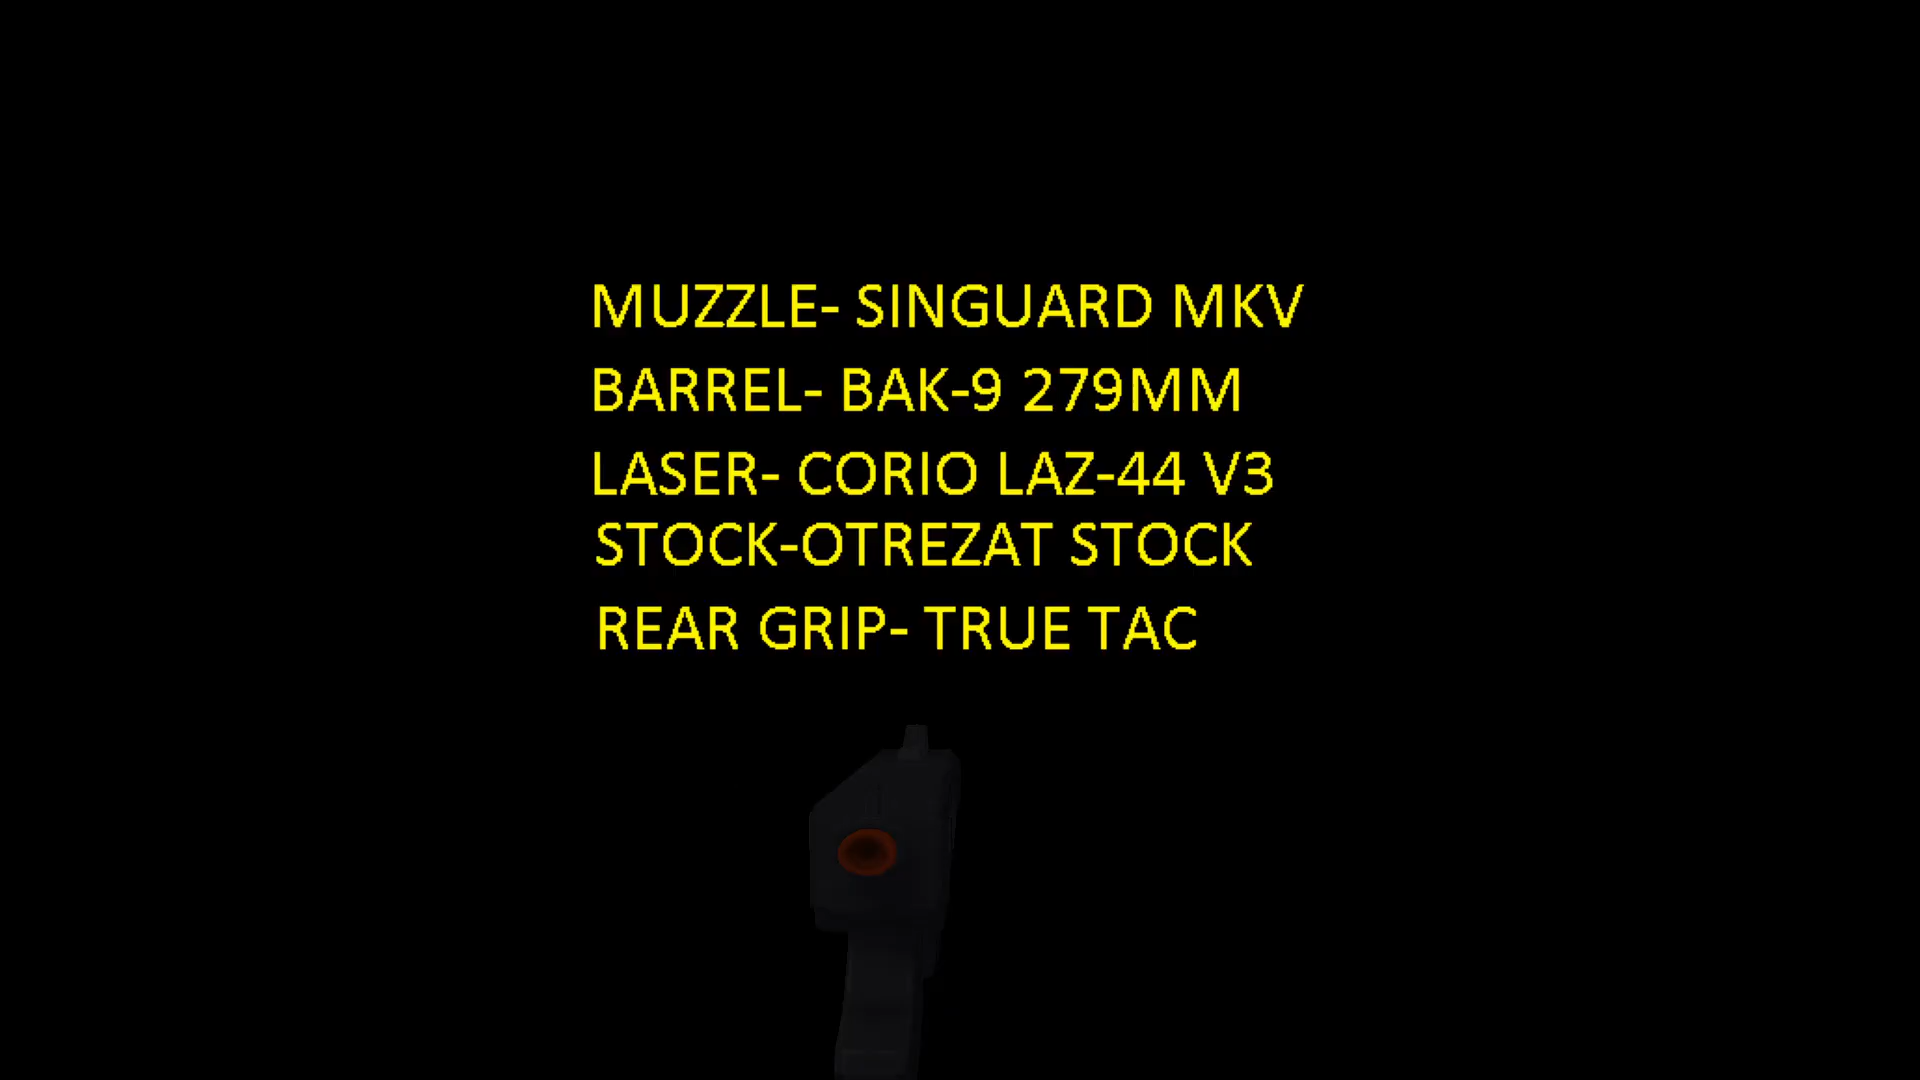 MUZZLE- SINGUARD MKV
BARREL- BAK-9 279MM
LASER- CORIO LAZ-44 V3
STOCK-OTREZAT STOCK
REAR GRIP- TRUE TAC